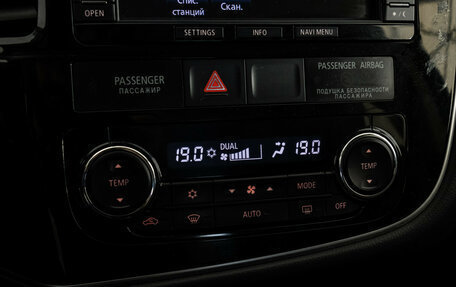 Спис.
станций
Скан.
OPEN
SETTINGS
INFO
NAVI MENU
PASSENGER
ПАССАЖИР
PASSENGER AIRBAG
ПОДУШКА БЕЗОПАСНОСТИ
ПАССАЖИРА
19.0
DUAL
19.0
TEMP
MODE
TEMP
AUTO
OFF